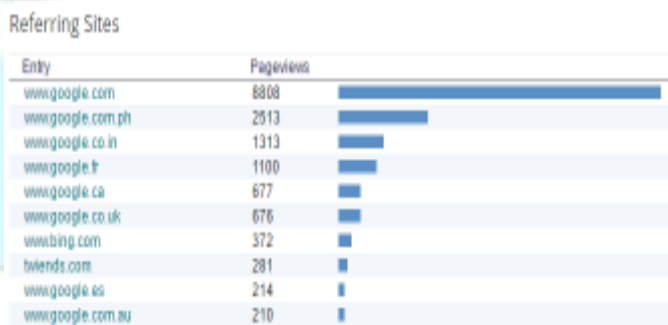 Referring Sites
Entry Pageviews
www.google.com 8808
www.google.com.ph 2513
www.google.co.in 1313
www.google.fr 1100
www.google.ca 677
www.google.co.uk 676
www.bing.com 372
twiends.com 281
www.google.es 214
www.google.com.au 210